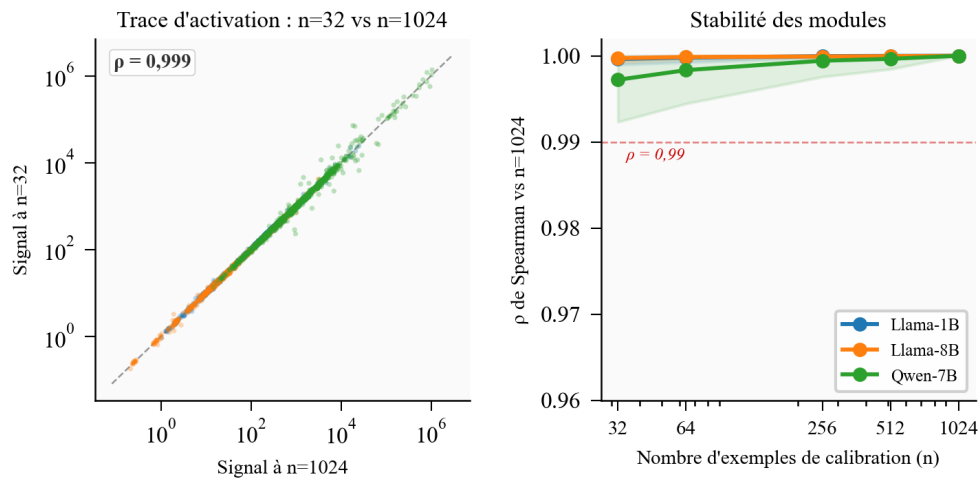 Trace d'activation : n=32 vs n=1024
ρ = 0,999
10^6
10^4
10^2
10^0
Signal à n=32
10^0 10^2 10^4 10^6
Signal à n=1024
Stabilité des modules
1.00
0.99
0.98
0.97
0.96
ρ de Spearman vs n=1024
ρ = 0,99
Llama-1B
Llama-8B
Qwen-7B
32 64 256 512 1024
Nombre d'exemples de calibration (n)